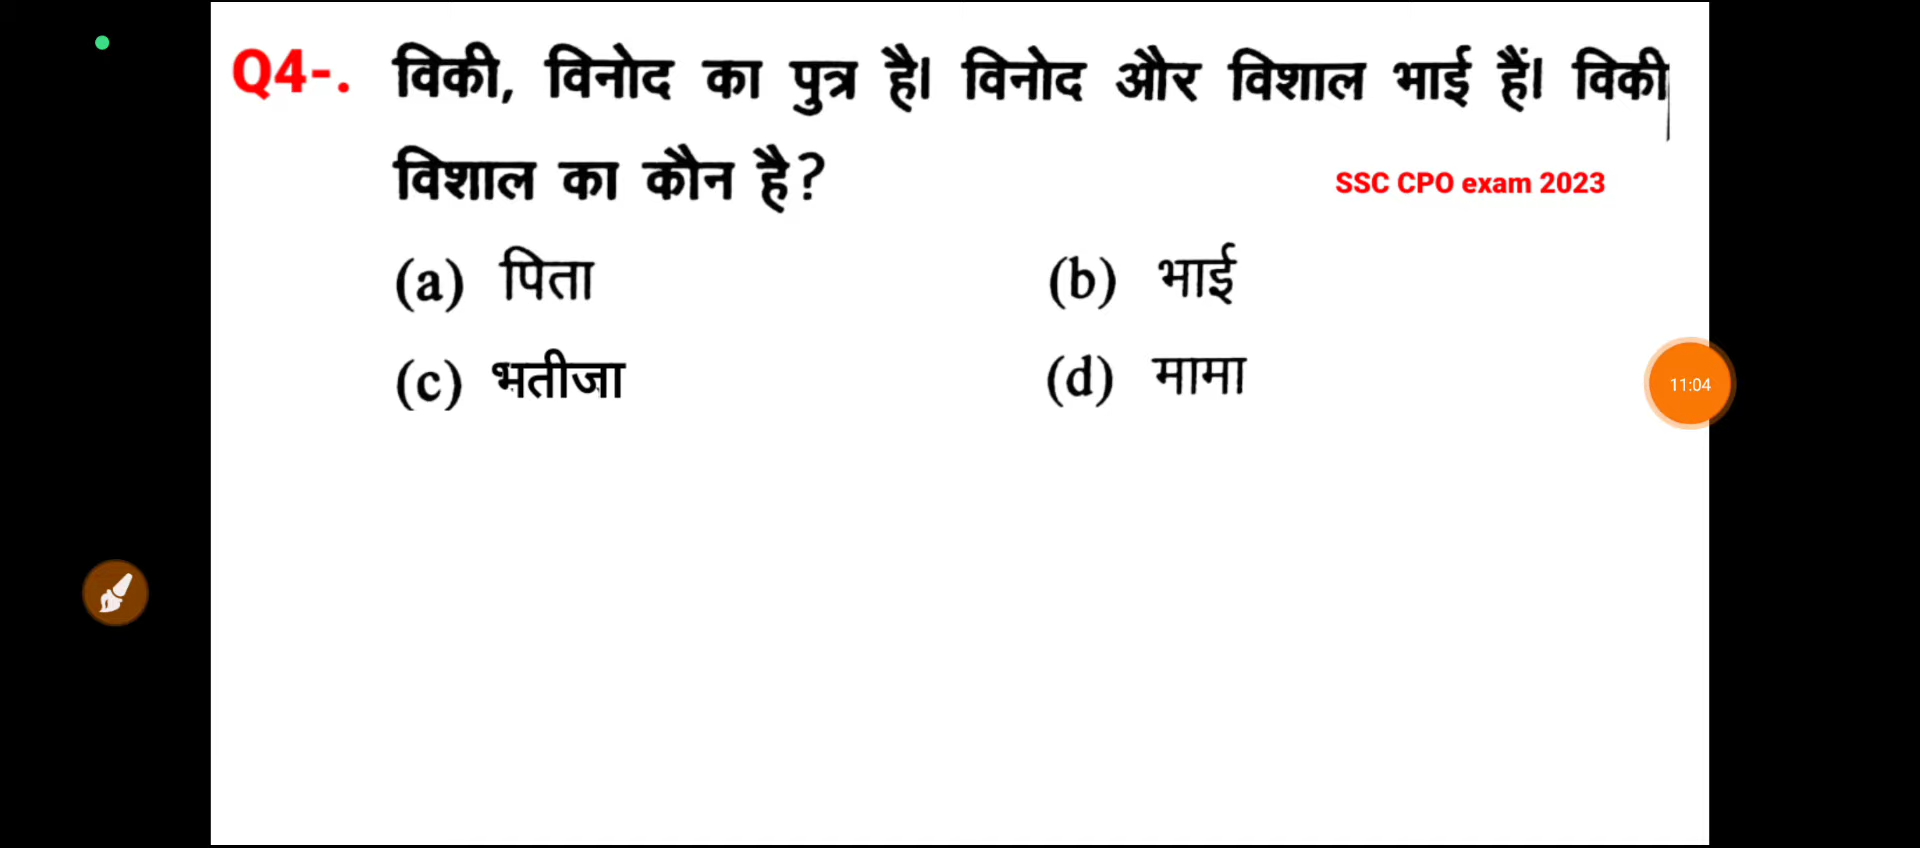 Q4-. विकी, विनोद का पुत्र है। विनोद और विशाल भाई हैं। विकी
विशाल का कौन है?
SSC CPO exam 2023
(a) पिता (b) भाई
(c) भतीजा (d) मामा
11:04